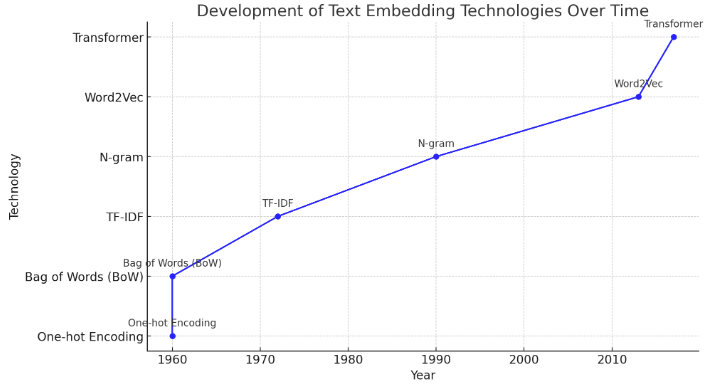 Development of Text Embedding Technologies Over Time
Transformer
Transformer
Word2Vec
Word2Vec
N-gram
N-gram
TF-IDF
TF-IDF
Bag of Words (BoW)
Bag of Words (BoW)
One-hot Encoding
One-hot Encoding
Technology
1960 1970 1980 1990 2000 2010
Year